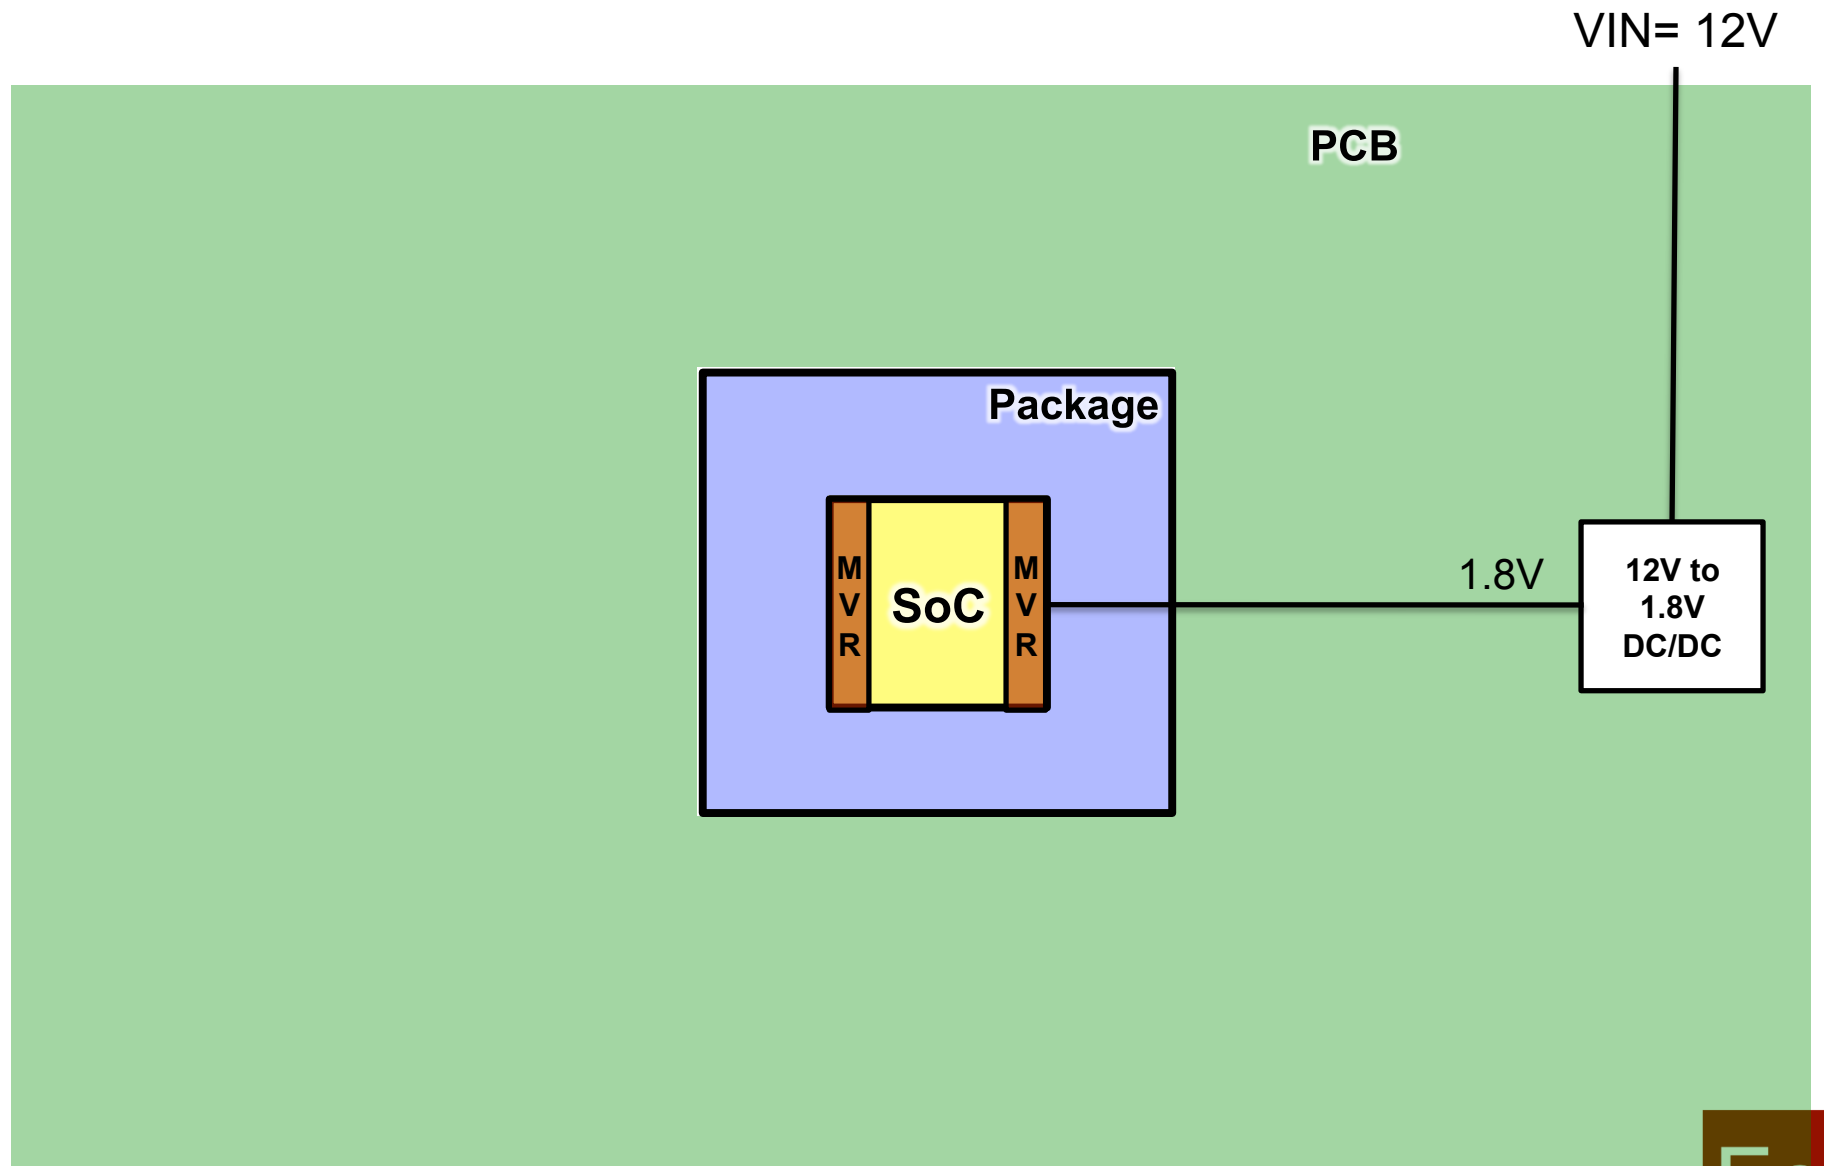 VIN= 12V
PCB
Package
1.8V
12V to
1.8V
DC/DC
M
V
R
SoC
M
V
R